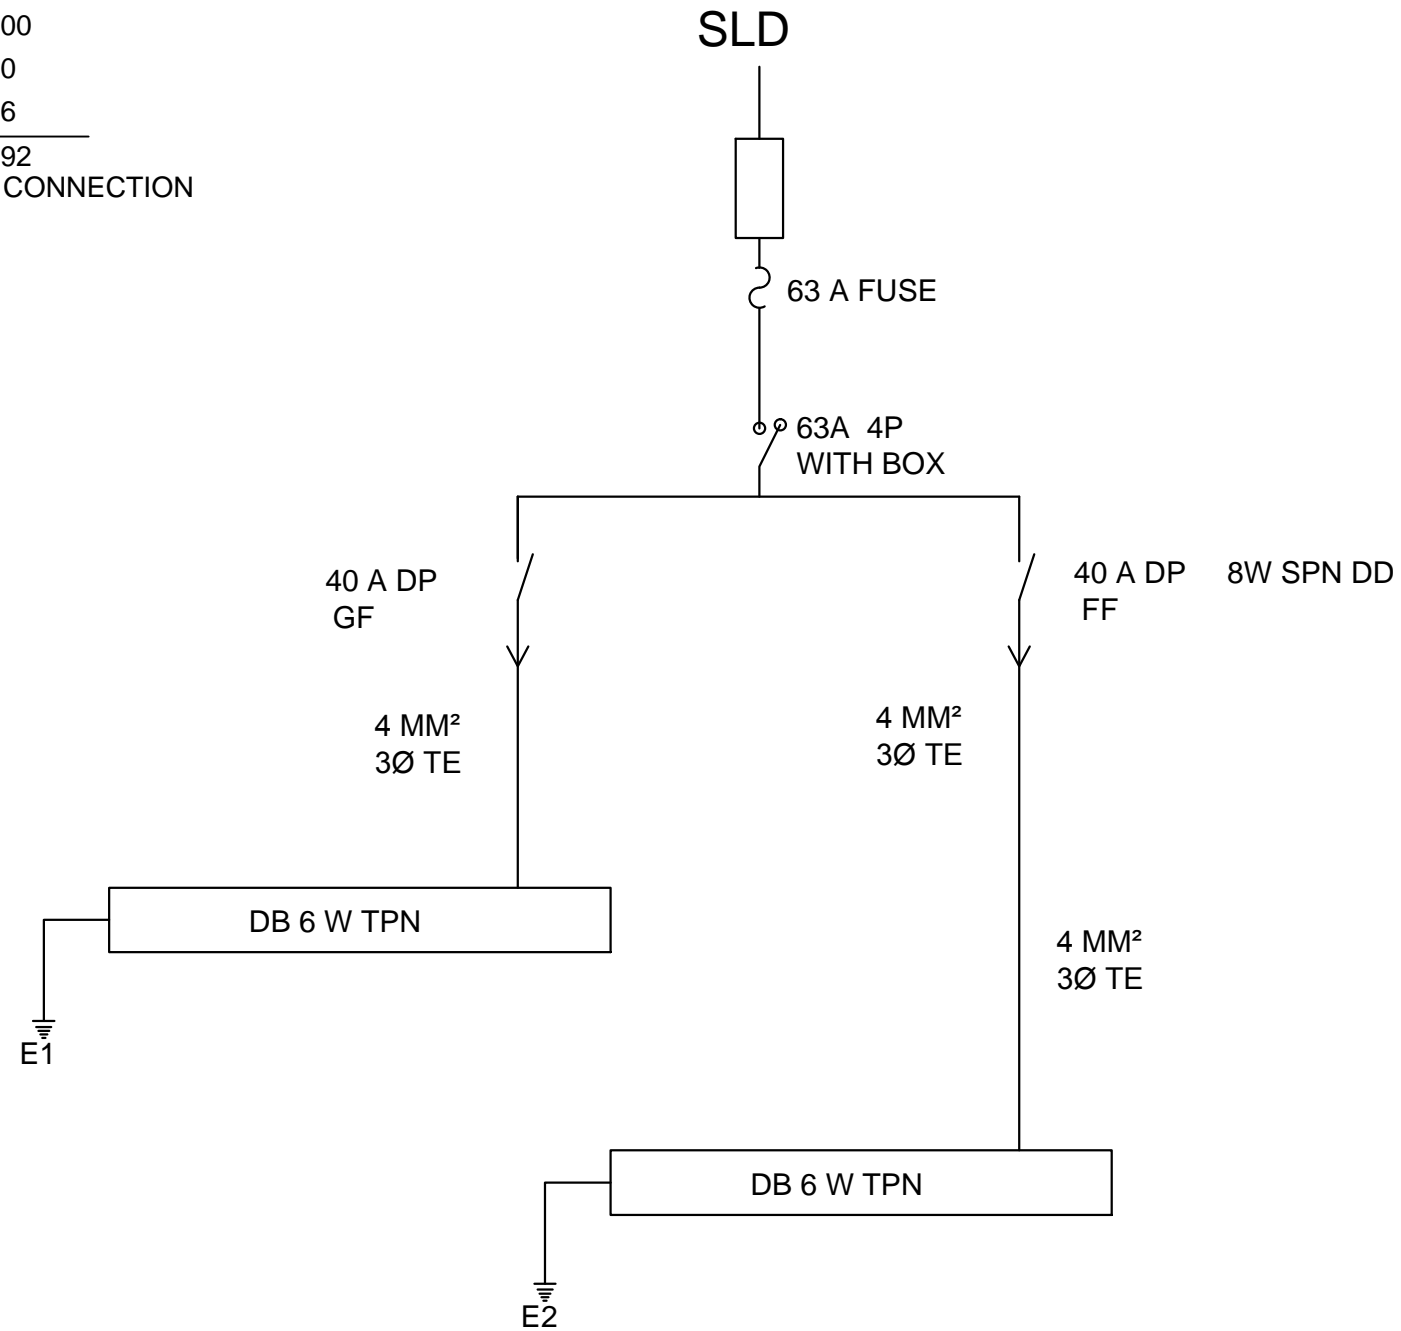 00
0
6
92
CONNECTION
SLD
63 A FUSE
63A 4P
WITH BOX
40 A DP
GF
40 A DP 8W SPN DD
FF
4 MM²
3Ø TE
4 MM²
3Ø TE
DB 6 W TPN
4 MM²
3Ø TE
E1
DB 6 W TPN
E2